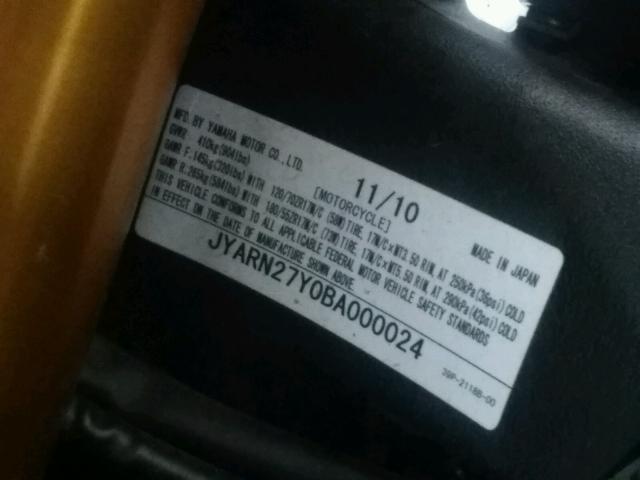 MFD. BY YAMAHA MOTOR CO., LTD. 11/10 MADE IN JAPAN
GVWR. 410kg(904lbs) [MOTORCYCLE]
GAWR F. 145kg(320lbs) WITH 120/70ZR17M/C (58W) TIRE, 17M/C×MT3.50 RIM, AT 250kPa(36psi) COLD
GAWR R. 265kg(584lbs) WITH 180/55ZR17M/C (73W) TIRE, 17M/C×MT5.50 RIM, AT 290kPa(42psi) COLD
THIS VEHICLE CONFORMS TO ALL APPLICABLE FEDERAL MOTOR VEHICLE SAFETY STANDARDS
IN EFFECT ON THE DATE OF MANUFACTURE SHOWN ABOVE
JYARN27Y0BA000024